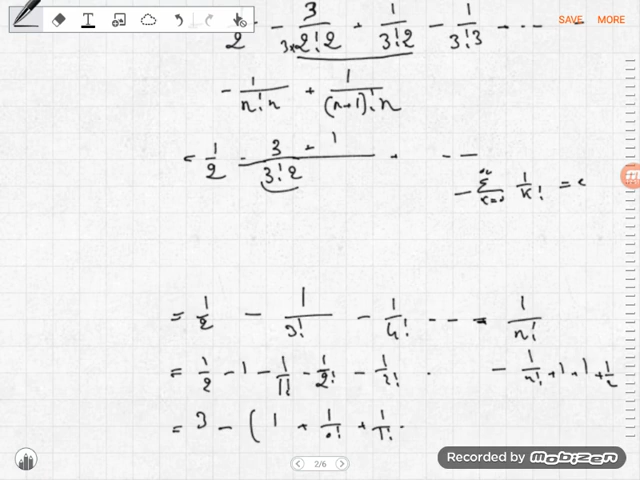 SAVE MORE
1/2 - 3/(3×2!2) + 1/(3!2) - 1/(3!3) + ... -
- 1/(n!n) + 1/((n+1)!n)
= 1/2 - (3 + 1)/(3!2) + - -
- ∑ k=0 1/k! = e
= 1/2 - 1/3! - 1/4! - - - - 1/n!
= 1/2 - 1 - 1/1! - 1/2! - 1/3! . - 1/n! + 1 + 1 + 1/2
= 3 - ( 1 + 1/0! + 1/1! .
2/6
Recorded by MOBIZEN